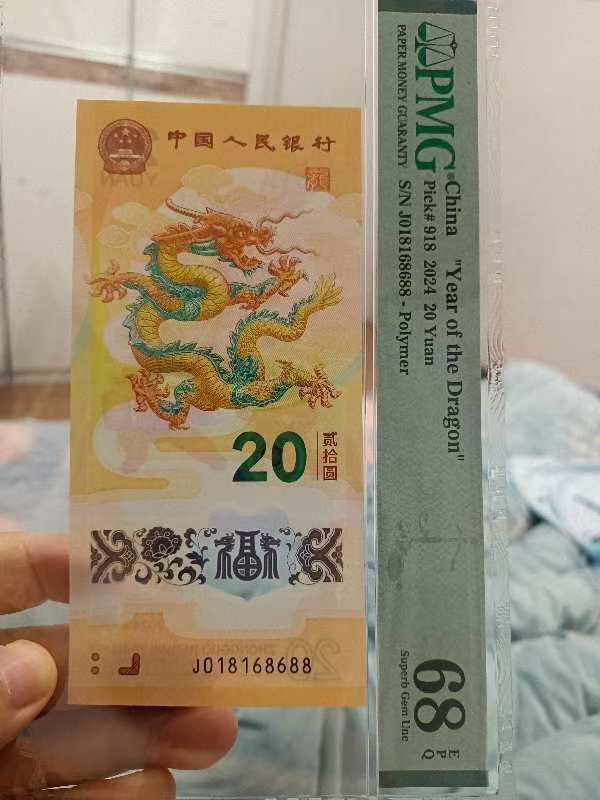 中国人民银行
龙
20
贰拾圆
福
J018168688
PMG
PAPER MONEY GUARANTY
China "Year of the Dragon"
Pick# 918 2024 20 Yuan
S/N J018168688 - Polymer
68 EPQ
Superb Gem Unc